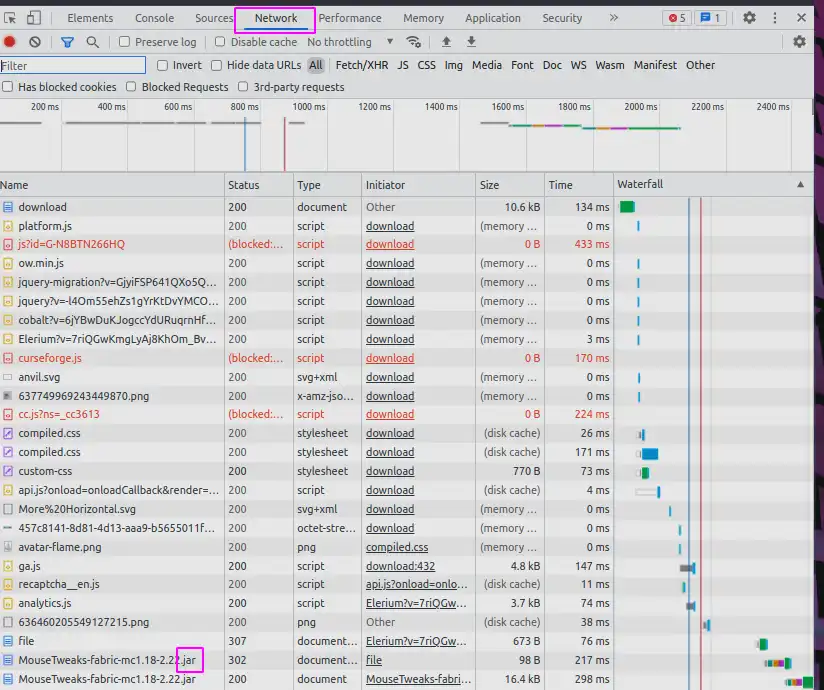 Elements Console Sources Network Performance Memory Application Security » 5 1
Preserve log Disable cache No throttling
Filter Invert Hide data URLs All Fetch/XHR JS CSS Img Media Font Doc WS Wasm Manifest Other
Has blocked cookies Blocked Requests 3rd-party requests
200 ms 400 ms 600 ms 800 ms 1000 ms 1200 ms 1400 ms 1600 ms 1800 ms 2000 ms 2200 ms 2400 ms
Name Status Type Initiator Size Time Waterfall
download 200 document Other 10.6 kB 134 ms
platform.js 200 script download (memory ... 0 ms
js?id=G-N8BTN266HQ (blocked:... script download 0 B 433 ms
ow.min.js 200 script download (memory ... 0 ms
jquery-migration?v=GjyiFSP641QXo5Q... 200 script download (memory ... 0 ms
jquery?v=-l4Om55ehZs1gYrKtDvYMCO... 200 script download (memory ... 0 ms
cobalt?v=6jYBwDuKJogccYdURuqrnHf... 200 script download (memory ... 0 ms
Elerium?v=7riQGwKmgLyAj8KhOm_Bv... 200 script download (memory ... 3 ms
curseforge.js (blocked:... script download 0 B 170 ms
anvil.svg 200 svg+xml download (memory ... 0 ms
637749969243449870.png 200 x-amz-jso... download (memory ... 0 ms
cc.js?ns=_cc3613 (blocked:... script download 0 B 224 ms
compiled.css 200 stylesheet download (disk cache) 26 ms
compiled.css 200 stylesheet download (disk cache) 171 ms
custom-css 200 stylesheet download 770 B 73 ms
api.js?onload=onloadCallback&render=... 200 script download (disk cache) 4 ms
More%20Horizontal.svg 200 svg+xml download (memory ... 0 ms
457c8141-8d81-4d13-aaa9-b5655011f... 200 octet-stre... download (memory ... 0 ms
avatar-flame.png 200 png compiled.css (memory ... 0 ms
ga.js 200 script download:432 4.8 kB 147 ms
recaptcha__en.js 200 script api.js?onload=onlo... (disk cache) 11 ms
analytics.js 200 script Elerium?v=7riQGw... 3.7 kB 74 ms
636460205549127215.png 200 png Other (disk cache) 38 ms
file 307 document... Elerium?v=7riQGw... 673 B 76 ms
MouseTweaks-fabric-mc1.18-2.22.jar 302 document... file 98 B 217 ms
MouseTweaks-fabric-mc1.18-2.22.jar 200 document... MouseTweaks-fabri... 16.4 kB 298 ms